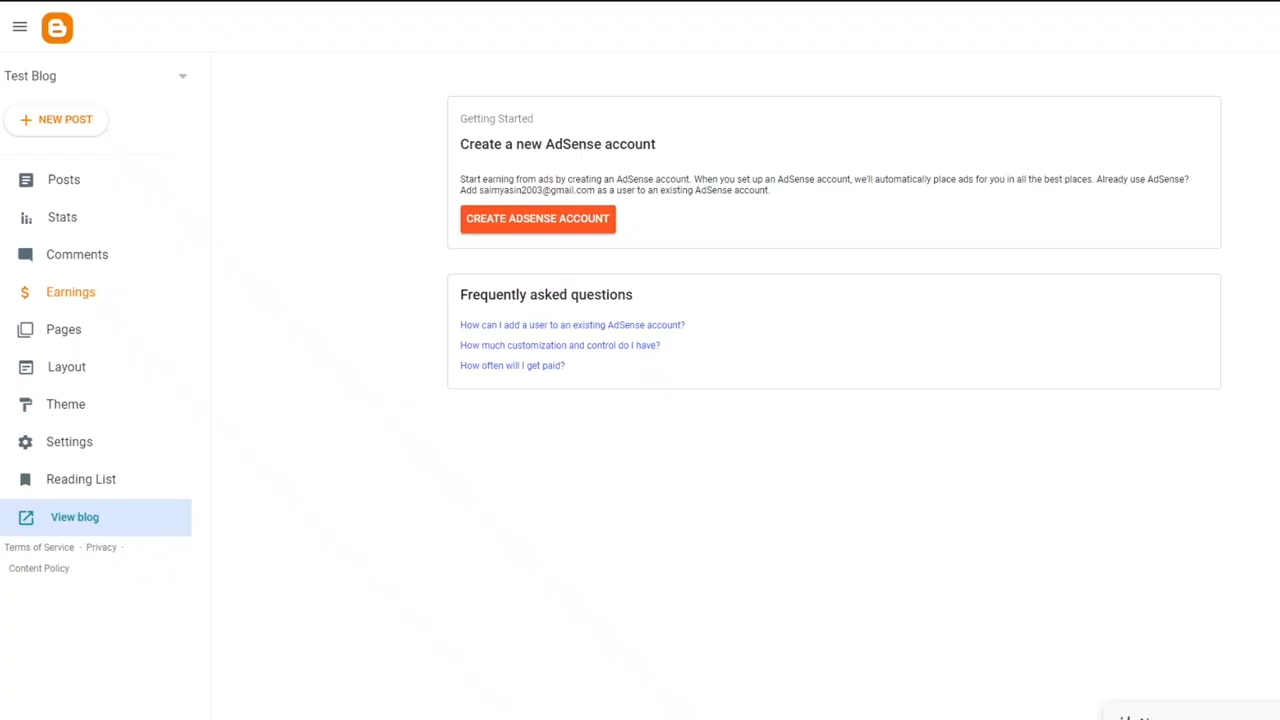 Test Blog
NEW POST
Posts
Stats
Comments
Earnings
Pages
Layout
Theme
Settings
Reading List
View blog
Terms of Service · Privacy ·
Content Policy
Getting Started
Create a new AdSense account
Start earning from ads by creating an AdSense account. When you set up an AdSense account, we'll automatically place ads for you in all the best places. Already use AdSense?
Add saimyasin2003@gmail.com as a user to an existing AdSense account.
CREATE ADSENSE ACCOUNT
Frequently asked questions
How can I add a user to an existing AdSense account?
How much customization and control do I have?
How often will I get paid?